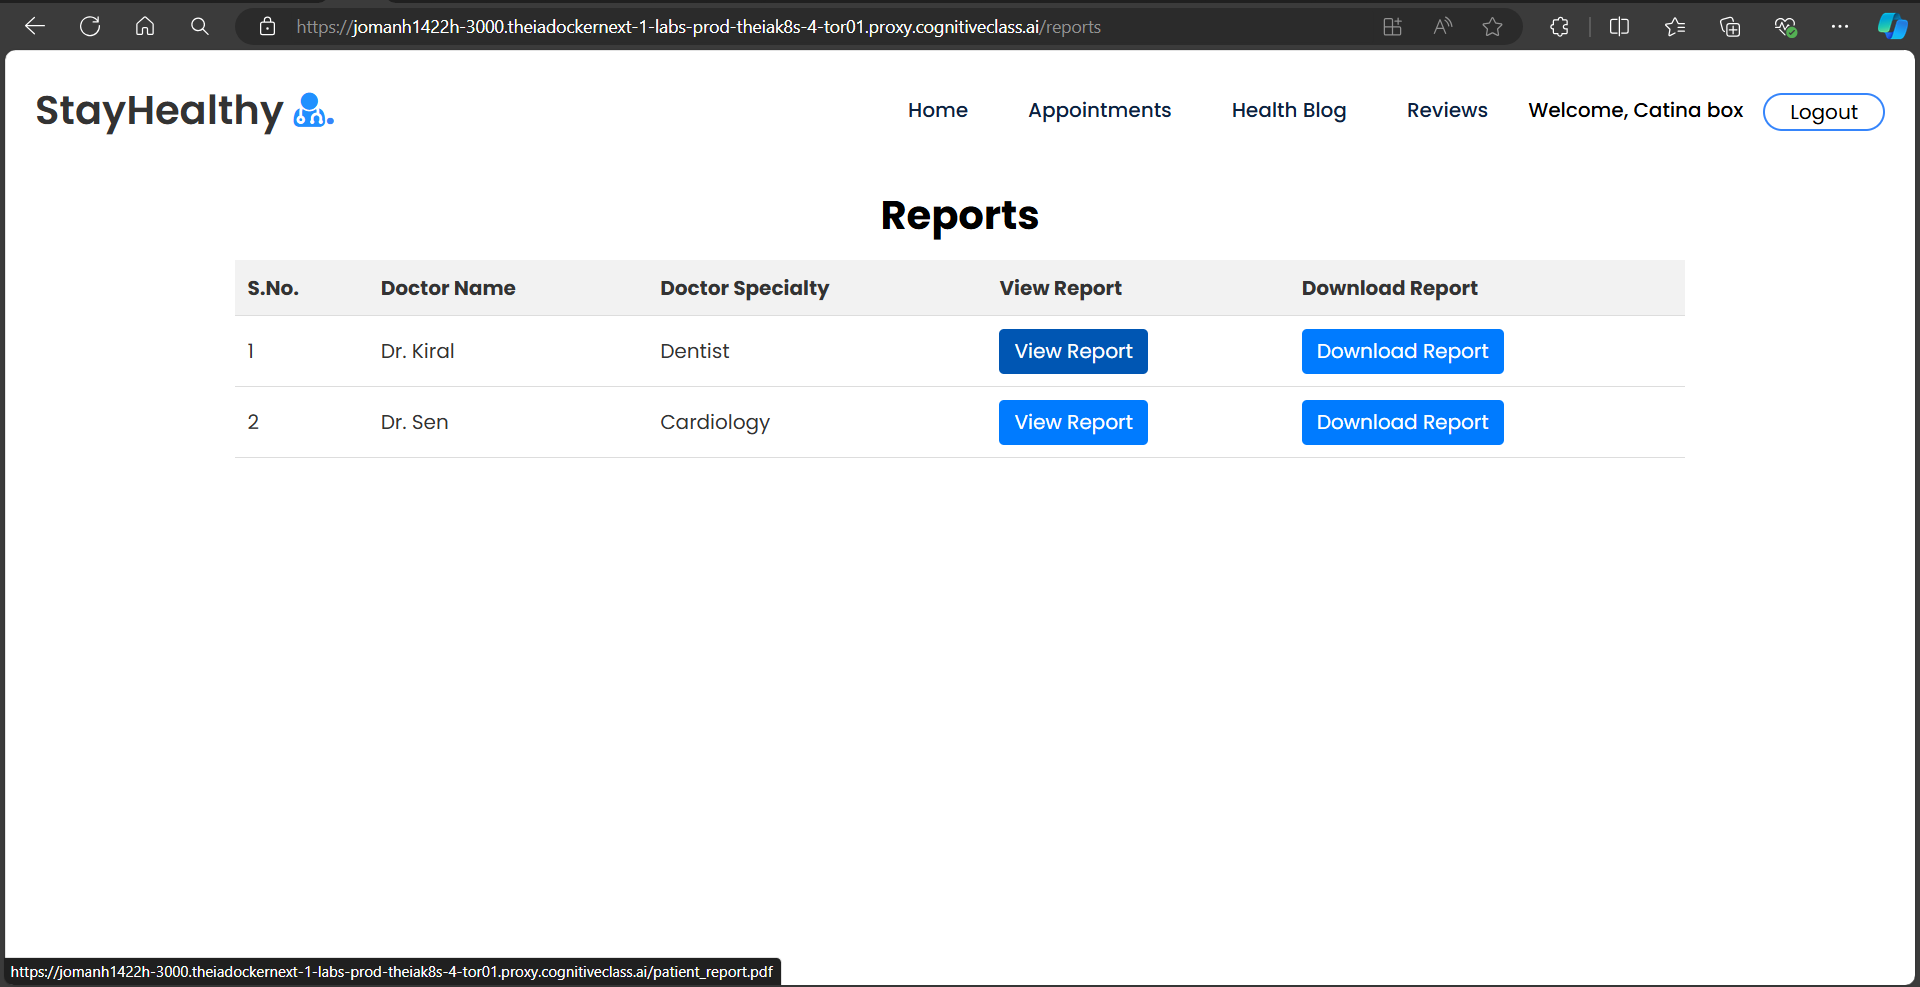 https://jomanh1422h-3000.theiadockernext-1-labs-prod-theiak8s-4-tor01.proxy.cognitiveclass.ai/reports
StayHealthy
Home Appointments Health Blog Reviews Welcome, Catina box Logout
Reports
S.No. Doctor Name Doctor Specialty View Report Download Report
1 Dr. Kiral Dentist View Report Download Report
2 Dr. Sen Cardiology View Report Download Report
https://jomanh1422h-3000.theiadockernext-1-labs-prod-theiak8s-4-tor01.proxy.cognitiveclass.ai/patient_report.pdf